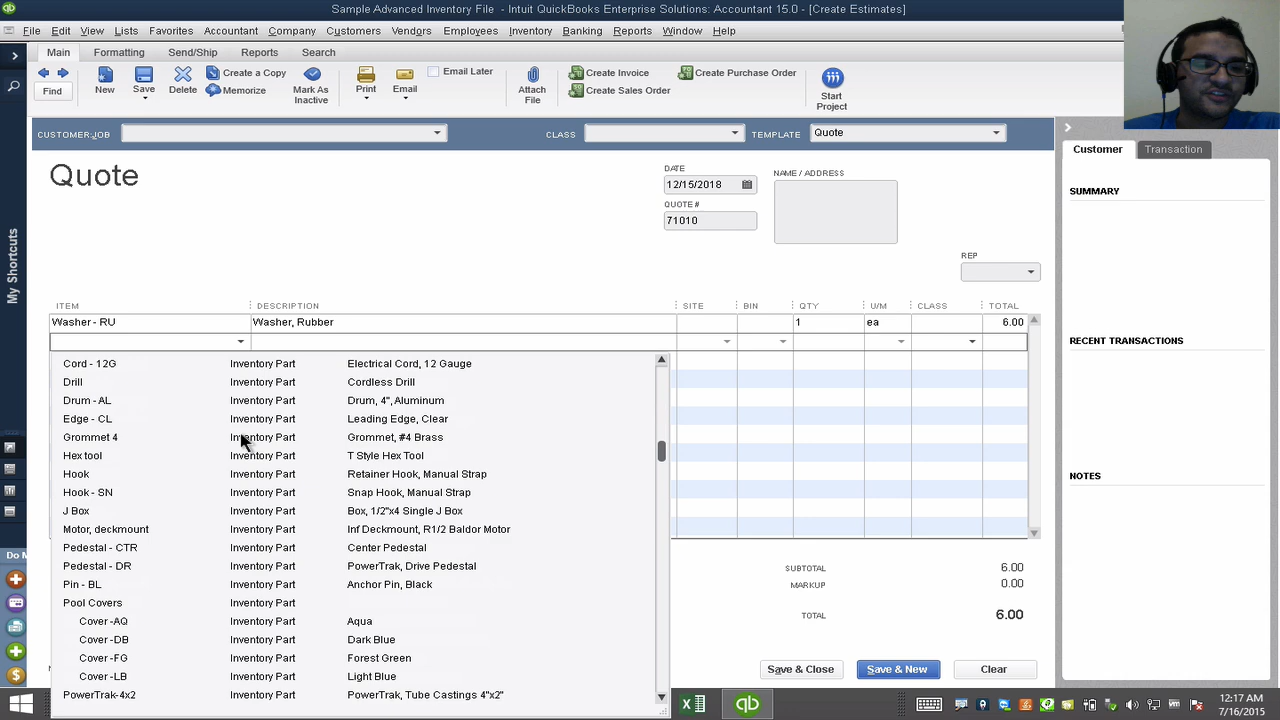 Sample Advanced Inventory File - Intuit QuickBooks Enterprise Solutions: Accountant 15.0 - [Create Estimates]
File Edit View Lists Favorites Accountant Company Customers Vendors Employees Inventory Banking Reports Window Help
Main Formatting Send/Ship Reports Search
Find New Save Delete Create a Copy Memorize Mark As Inactive Print Email Email Later Attach File Create Invoice Create Sales Order Create Purchase Order Start Project
CUSTOMER:JOB CLASS TEMPLATE Quote
Customer Transaction
Quote
DATE
12/15/2018
QUOTE #
71010
NAME / ADDRESS
REP
SUMMARY
RECENT TRANSACTIONS
NOTES
My Shortcuts
ITEM DESCRIPTION SITE BIN QTY U/M CLASS TOTAL
Washer - RU Washer, Rubber 1 ea 6.00
Cord - 12G Inventory Part Electrical Cord, 12 Gauge
Drill Inventory Part Cordless Drill
Drum - AL Inventory Part Drum, 4", Aluminum
Edge - CL Inventory Part Leading Edge, Clear
Grommet 4 Inventory Part Grommet, #4 Brass
Hex tool Inventory Part T Style Hex Tool
Hook Inventory Part Retainer Hook, Manual Strap
Hook - SN Inventory Part Snap Hook, Manual Strap
J Box Inventory Part Box, 1/2"x4 Single J Box
Motor, deckmount Inventory Part Inf Deckmount, R1/2 Baldor Motor
Pedestal - CTR Inventory Part Center Pedestal
Pedestal - DR Inventory Part PowerTrak, Drive Pedestal
Pin - BL Inventory Part Anchor Pin, Black
Pool Covers Inventory Part
Cover -AQ Inventory Part Aqua
Cover -DB Inventory Part Dark Blue
Cover -FG Inventory Part Forest Green
Cover -LB Inventory Part Light Blue
PowerTrak-4x2 Inventory Part PowerTrak, Tube Castings 4"x2"
Do M
SUBTOTAL 6.00
MARKUP 0.00
TOTAL 6.00
Save & Close Save & New Clear
12:17 AM
7/16/2015